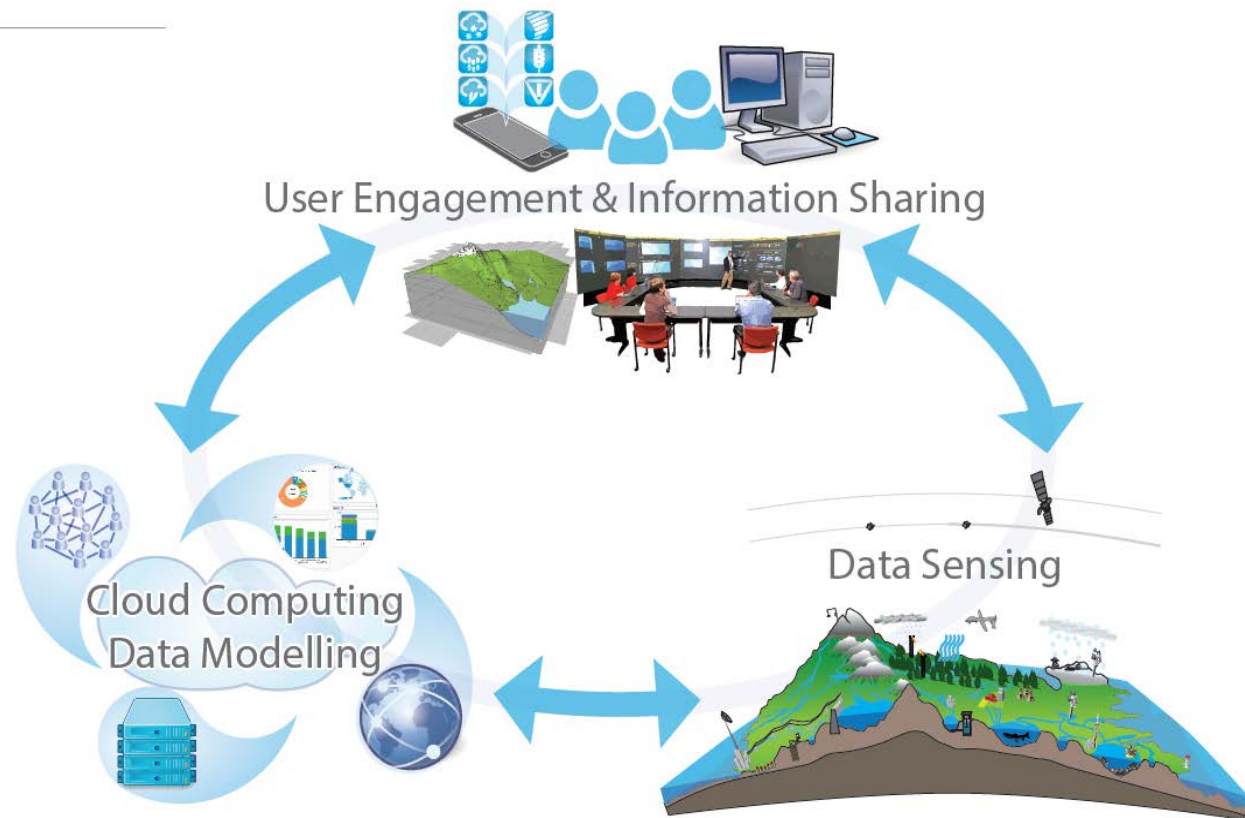 User Engagement & Information Sharing
Cloud Computing
Data Modelling
Data Sensing